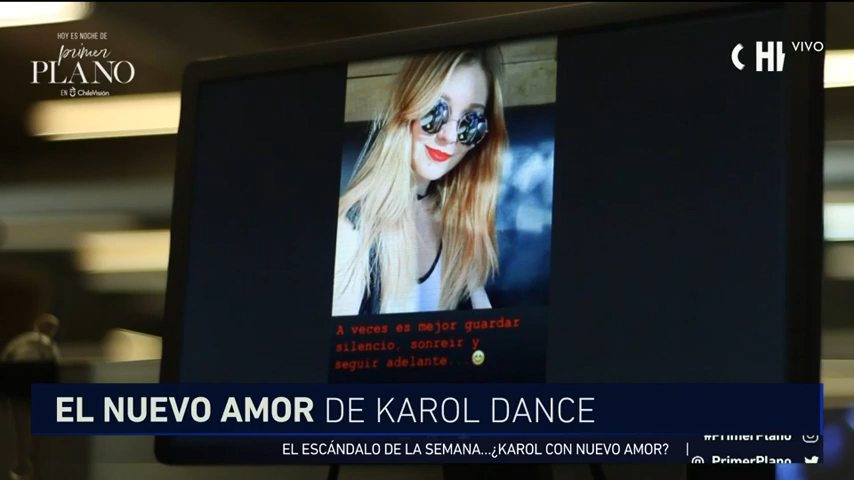 HOY ES NOCHE DE
primer
PLANO
EN CHileVisión
CHV
VIVO
A veces es mejor guardar
silencio, sonreir y
seguir adelante...
EL NUEVO AMOR DE KAROL DANCE
#PrimerPlano
EL ESCÁNDALO DE LA SEMANA...¿KAROL CON NUEVO AMOR?
@ PrimerPlano